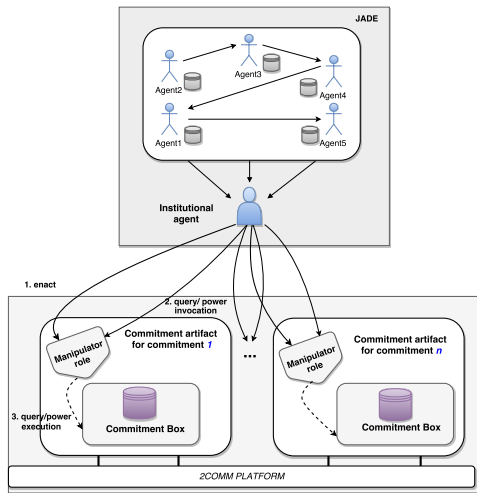 JADE
Agent3
Agent2
Agent4
Agent1
Agent5
Institutional
agent
1. enact
2. query/ power
invocation
Commitment artifact
for commitment 1
Manipulator
role
3. query/power
execution
Commitment Box
...
Commitment artifact
for commitment n
Manipulator
role
Commitment Box
2COMM PLATFORM